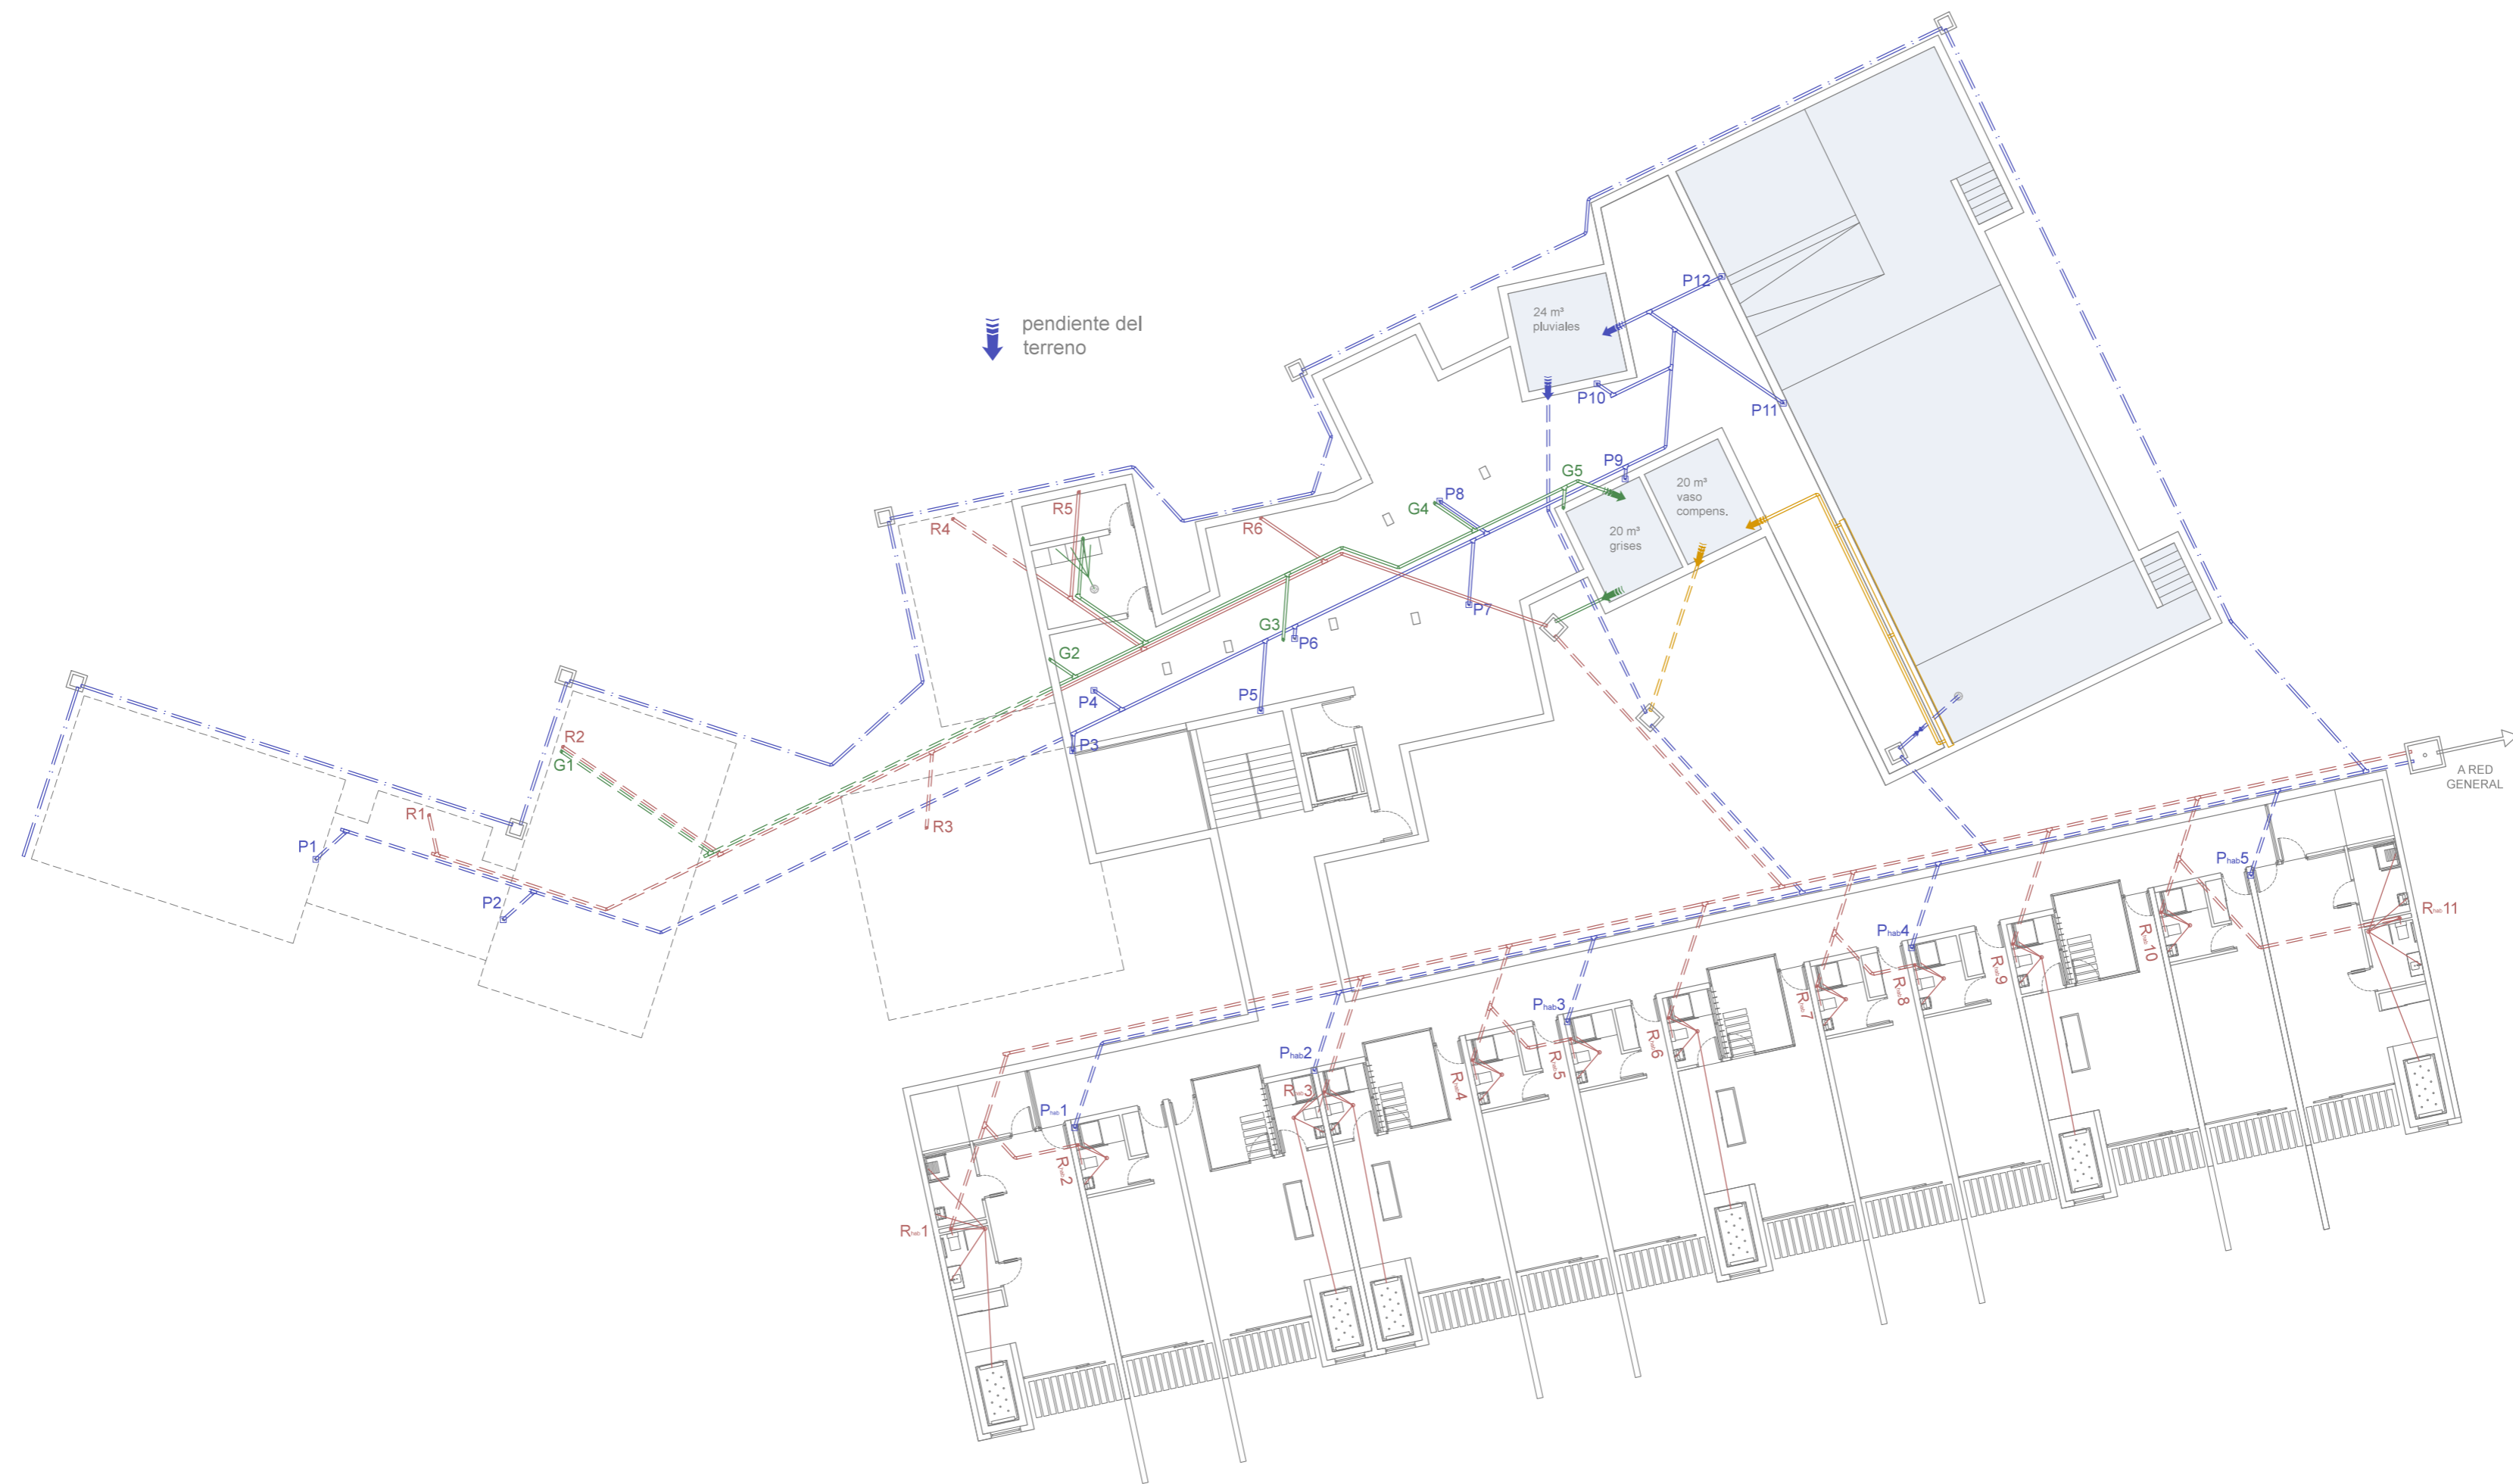 pendiente del
terreno
24 m³
pluviales
20 m³
vaso
compens.
20 m³
grises
A RED
GENERAL
P12
P10
P11
P9
G5
P8
G4
R5
R4
R6
P7
G3
P6
G2
P5
P4
P3
R2
G1
R1
R3
P1
P2
Phab5
Rhab11
Phab4
Rhab10
Rhab9
Rhab8
Rhab7
Phab3
Rhab6
Rhab5
Rhab4
Phab2
Rhab3
Phab1
Rhab2
Rhab1